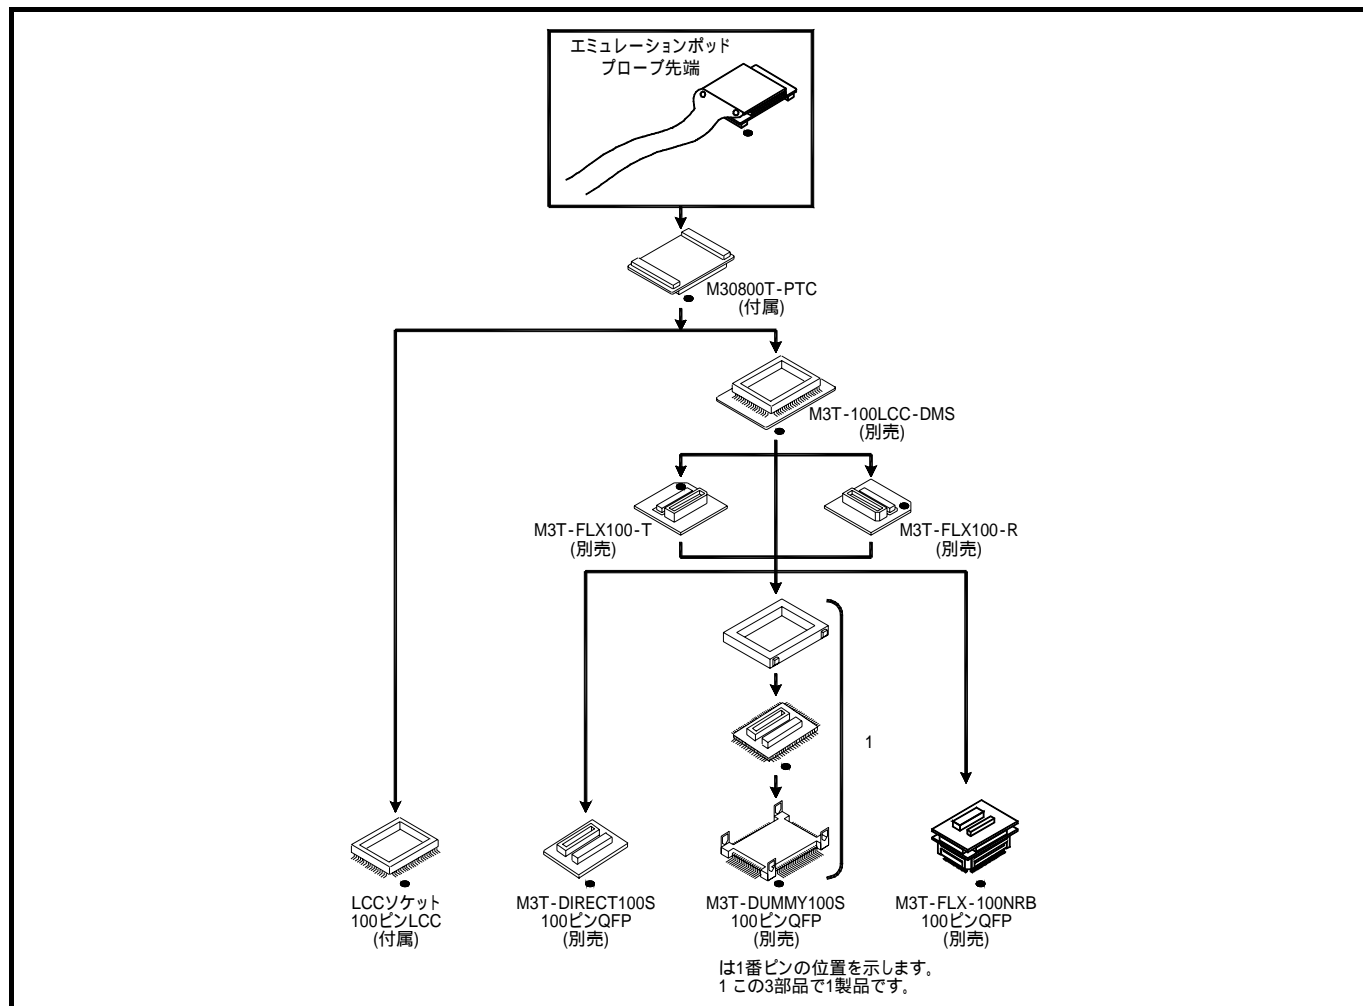 エミュレーションポッド
プローブ先端
M30800T-PTC
(付属)
M3T-100LCC-DMS
(別売)
M3T-FLX100-T
(別売)
M3T-FLX100-R
(別売)
1
LCCソケット
100ピンLCC
(付属)
M3T-DIRECT100S
100ピンQFP
(別売)
M3T-DUMMY100S
100ピンQFP
(別売)
M3T-FLX-100NRB
100ピンQFP
(別売)
は1番ピンの位置を示します。
1 この3部品で1製品です。